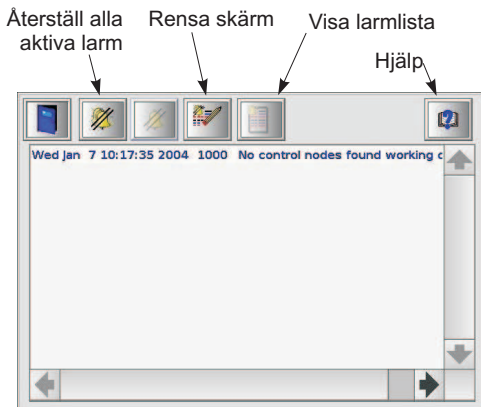 Återställ alla
aktiva larm
Rensa skärm
Visa larmlista
Hjälp
Wed Jan 7 10:17:35 2004 1000 No control nodes found working